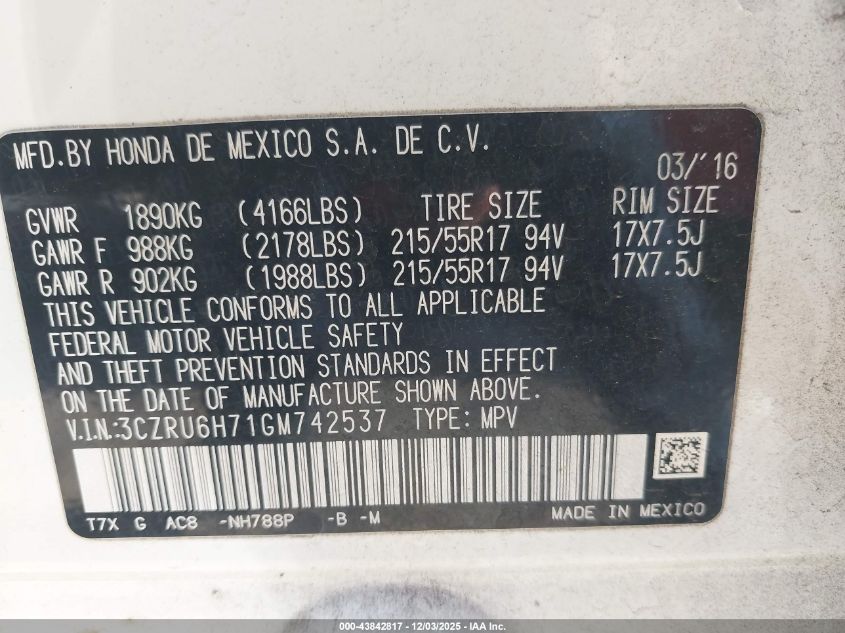 MFD.BY HONDA DE MEXICO S.A. DE C.V.
03/'16
GVWR 1890KG (4166LBS) TIRE SIZE RIM SIZE
GAWR F 988KG (2178LBS) 215/55R17 94V 17X7.5J
GAWR R 902KG (1988LBS) 215/55R17 94V 17X7.5J
THIS VEHICLE CONFORMS TO ALL APPLICABLE
FEDERAL MOTOR VEHICLE SAFETY
AND THEFT PREVENTION STANDARDS IN EFFECT
ON THE DATE OF MANUFACTURE SHOWN ABOVE.
V.I.N.:3CZRU6H71GM742537 TYPE: MPV
T7X G AC8 -NH788P -B -M MADE IN MEXICO
000-43842817 - 12/03/2025 - IAA Inc.